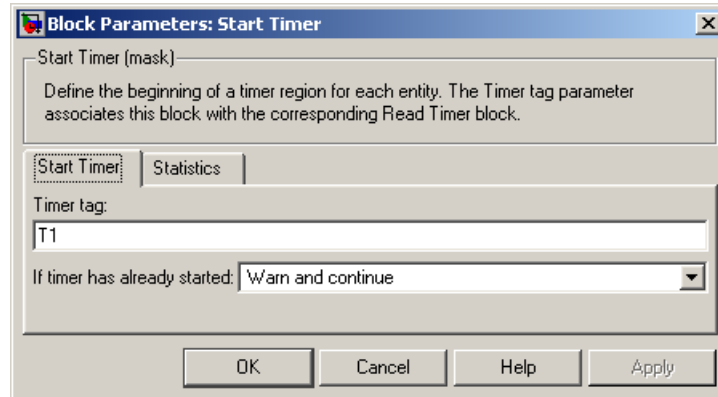 Block Parameters: Start Timer
Start Timer (mask)
Define the beginning of a timer region for each entity. The Timer tag parameter
associates this block with the corresponding Read Timer block.
Start Timer Statistics
Timer tag:
T1
If timer has already started: Warn and continue
OK Cancel Help Apply